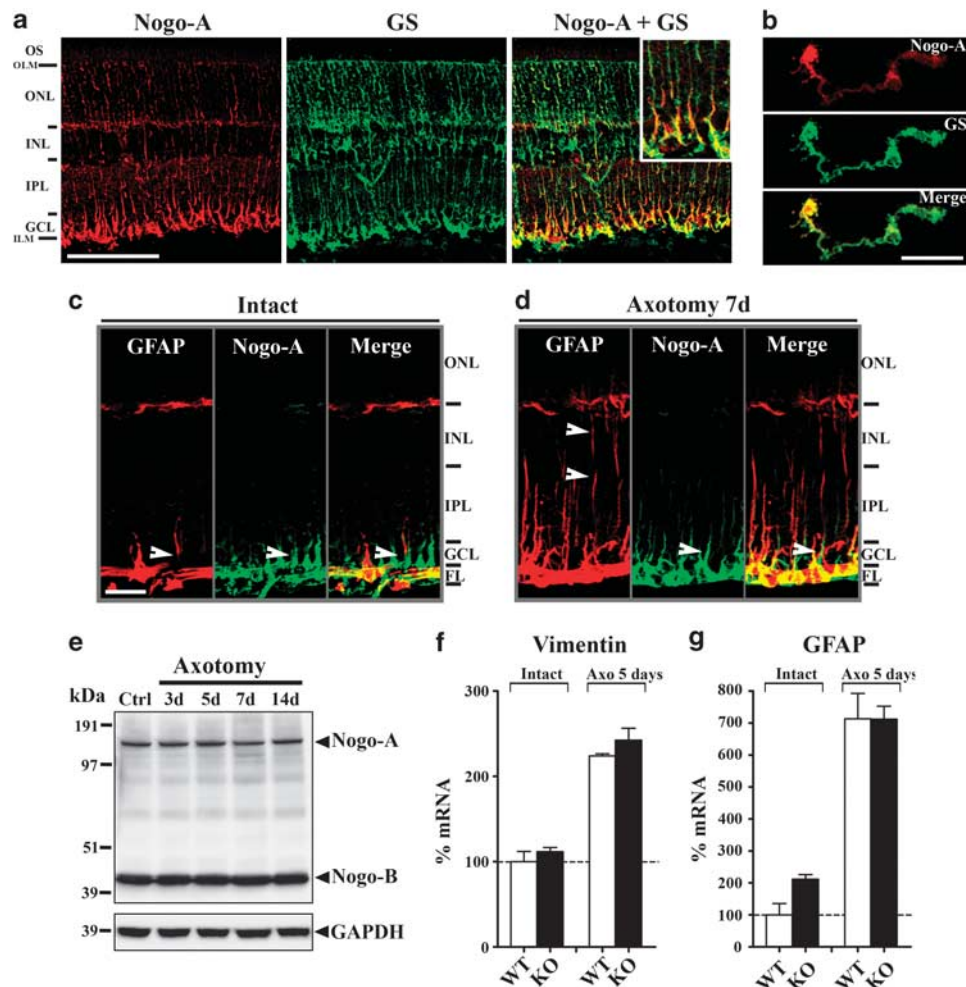 a
Nogo-A
GS
Nogo-A + GS
OS
OLM
ONL
INL
IPL
GCL
ILM
b
Nogo-A
GS
Merge
c
Intact
GFAP
Nogo-A
Merge
ONL
INL
IPL
GCL
FL
d
Axotomy 7d
GFAP
Nogo-A
Merge
ONL
INL
IPL
GCL
FL
e
Axotomy
kDa
Ctrl
3d
5d
7d
14d
191
97
51
39
Nogo-A
Nogo-B
39
GAPDH
f
Vimentin
Intact
Axo 5 days
% mRNA
300
200
100
0
WT
KO
WT
KO
g
GFAP
Intact
Axo 5 days
% mRNA
800
700
600
500
400
300
200
100
0
WT
KO
WT
KO